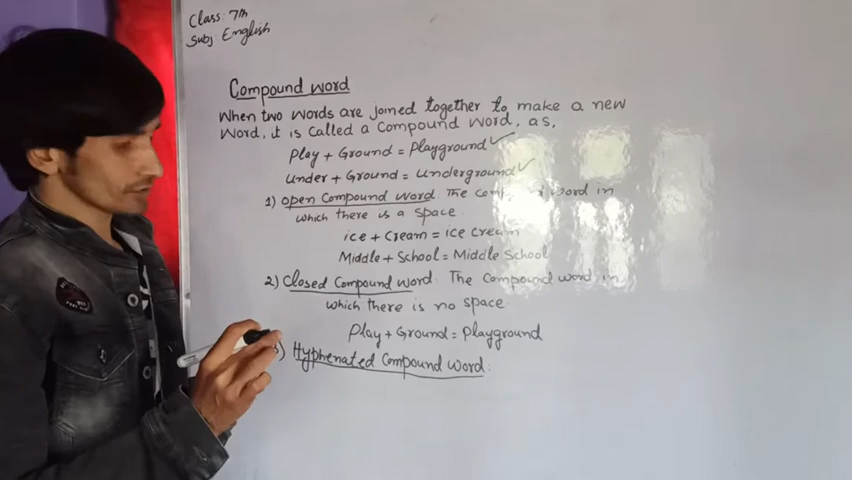 Class: 7th
Subj: English
Compound word
When two words are joined together to make a new
word, it is called a compound word, as,
Play + Ground = Playground ✓
Under + Ground = underground ✓
1) open Compound word. The word in
which there is a space.
ice + cream = ice cream
Middle + School = Middle School
2) Closed Compound word. The Compound word in
which there is no space.
Play + Ground = Playground
) Hyphenated Compound word.